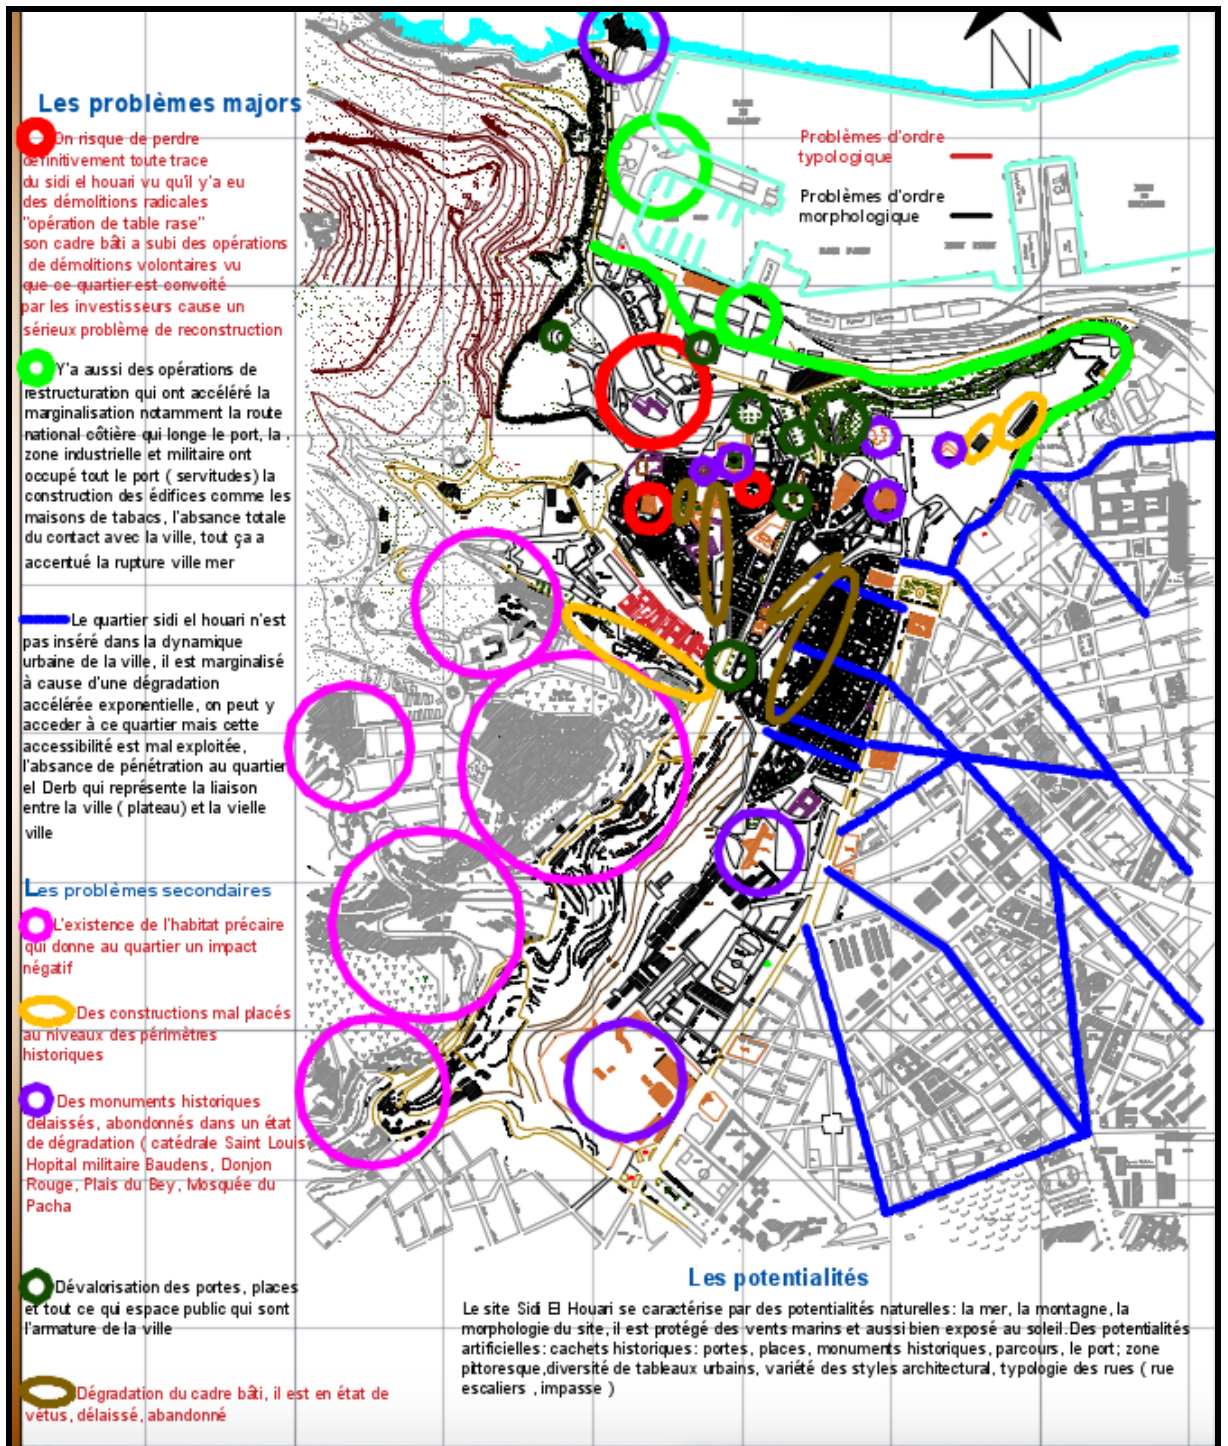 Les problèmes majors
On risque de perdre
définitivement toute trace
du sidi el houari vu qu'il y'a eu
des démolitions radicales
"opération de table rase"
son cadre bâti a subi des opérations
de démolitions volontaires vu
que ce quartier est convoité
par les investisseurs cause un
sérieux problème de reconstruction
Y'a aussi des opérations de
restructuration qui ont accéléré la
marginalisation notamment la route
national côtière qui longe le port, la
zone industrielle et militaire ont
occupé tout le port ( servitudes) la
construction des édifices comme les
maisons de tabacs, l'absance totale
du contact avec la ville, tout ça a
accentué la rupture ville mer
Le quartier sidi el houari n'est
pas inséré dans la dynamique
urbaine de la ville, il est marginalisé
à cause d'une dégradation
accélérée exponentielle, on peut y
acceder à ce quartier mais cette
accessibilité est mal exploitée,
l'absance de pénétration au quartier
el Derb qui représente la liaison
entre la ville ( plateau) et la vielle
ville
Les problèmes secondaires
L'existence de l'habitat précaire
qui donne au quartier un impact
négatif
Des constructions mal placés
au niveaux des périmètres
historiques
Des monuments historiques
délaissés, abondonnés dans un état
de dégradation ( catédrale Saint Louis
Hopital militaire Baudens, Donjon
Rouge, Plais du Bey, Mosquée du
Pacha
Dévalorisation des portes, places
et tout ce qui espace public qui sont
l'armature de la ville
Dégradation du cadre bâti, il est en état de
vétus, délaissé, abandonné
N
Problèmes d'ordre
typologique
Problèmes d'ordre
morphologique
Les potentialités
Le site Sidi El Houari se caractérise par des potentialités naturelles: la mer, la montagne, la
morphologie du site, il est protégé des vents marins et aussi bien exposé au soleil.Des potentialités
artificielles: cachets historiques: portes, places, monuments historiques, parcours, le port; zone
pittoresque,diversité de tableaux urbains, variété des styles architectural, typologie des rues ( rue
escaliers , impasse )